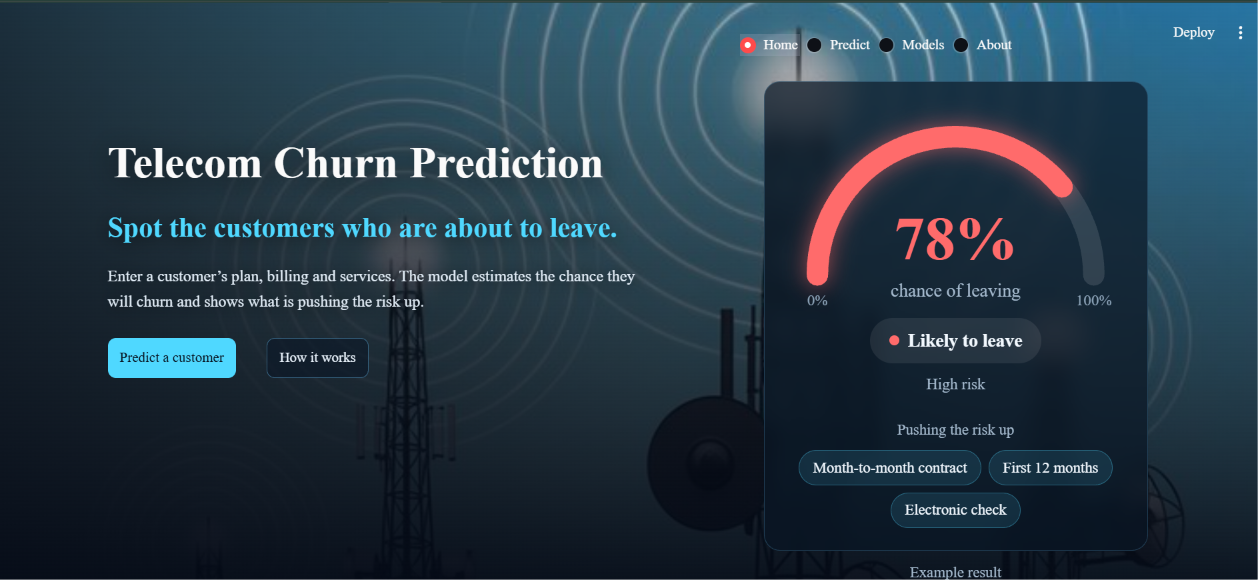 Deploy
Home Predict Models About
Telecom Churn Prediction
Spot the customers who are about to leave.
Enter a customer’s plan, billing and services. The model estimates the chance they
will churn and shows what is pushing the risk up.
Predict a customer How it works
78%
chance of leaving
0% 100%
Likely to leave
High risk
Pushing the risk up
Month-to-month contract First 12 months
Electronic check
Example result